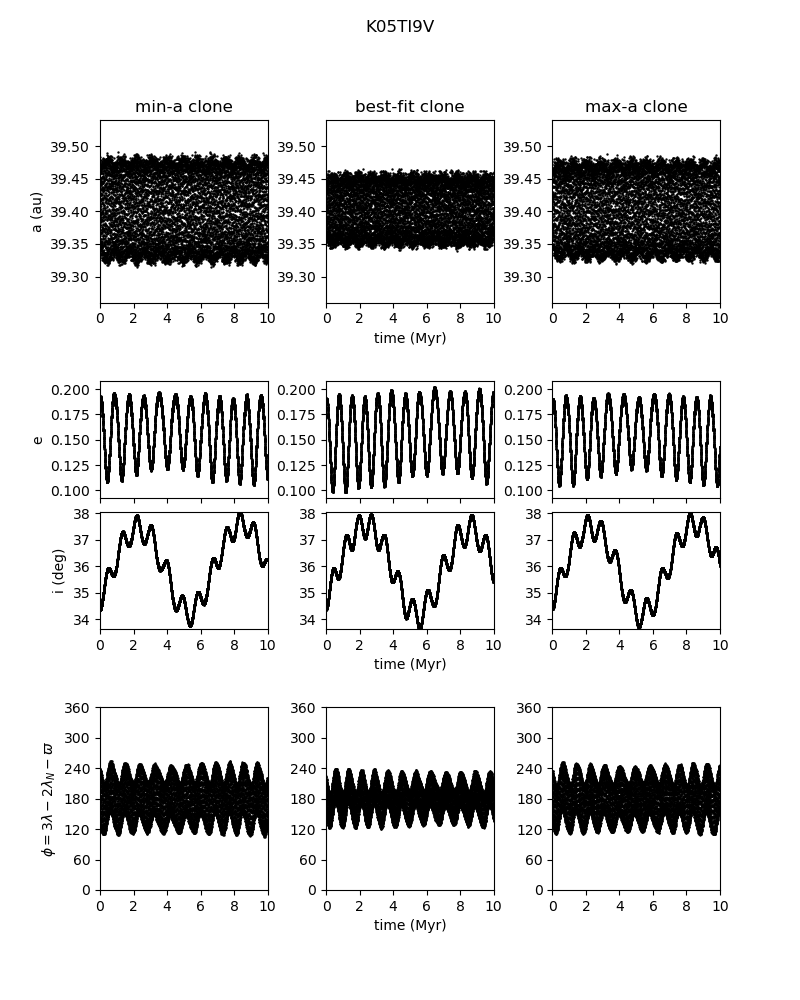 K05TI9V
min-a clone best-fit clone max-a clone
a (au)
39.50 39.50 39.50
39.45 39.45 39.45
39.40 39.40 39.40
39.35 39.35 39.35
39.30 39.30 39.30
0 2 4 6 8 10 0 2 4 6 8 10 0 2 4 6 8 10
time (Myr)
e
0.200 0.200 0.200
0.175 0.175 0.175
0.150 0.150 0.150
0.125 0.125 0.125
0.100 0.100 0.100
i (deg)
38 38 38
37 37 37
36 36 36
35 35 35
34 34 34
0 2 4 6 8 10 0 2 4 6 8 10 0 2 4 6 8 10
time (Myr)
ϕ = 3λ − 2λ_N − ϖ
360 360 360
300 300 300
240 240 240
180 180 180
120 120 120
60 60 60
0 0 0
0 2 4 6 8 10 0 2 4 6 8 10 0 2 4 6 8 10
time (Myr)